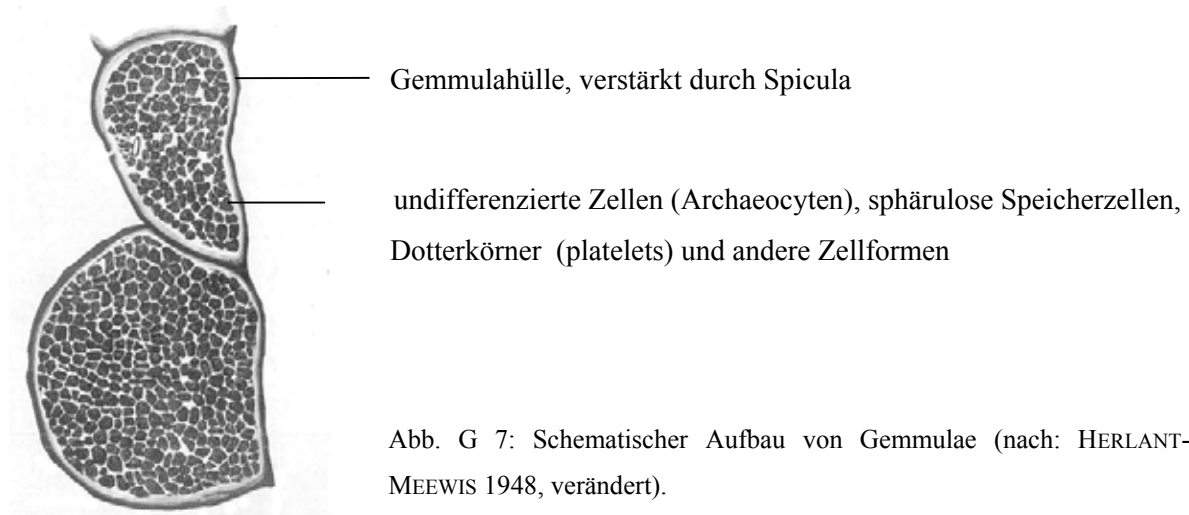 Gemmulahülle, verstärkt durch Spicula
undifferenzierte Zellen (Archaeocyten), sphärulose Speicherzellen,
Dotterkörner (platelets) und andere Zellformen
Abb. G 7: Schematischer Aufbau von Gemmulae (nach: HERLANT-
MEEWIS 1948, verändert).